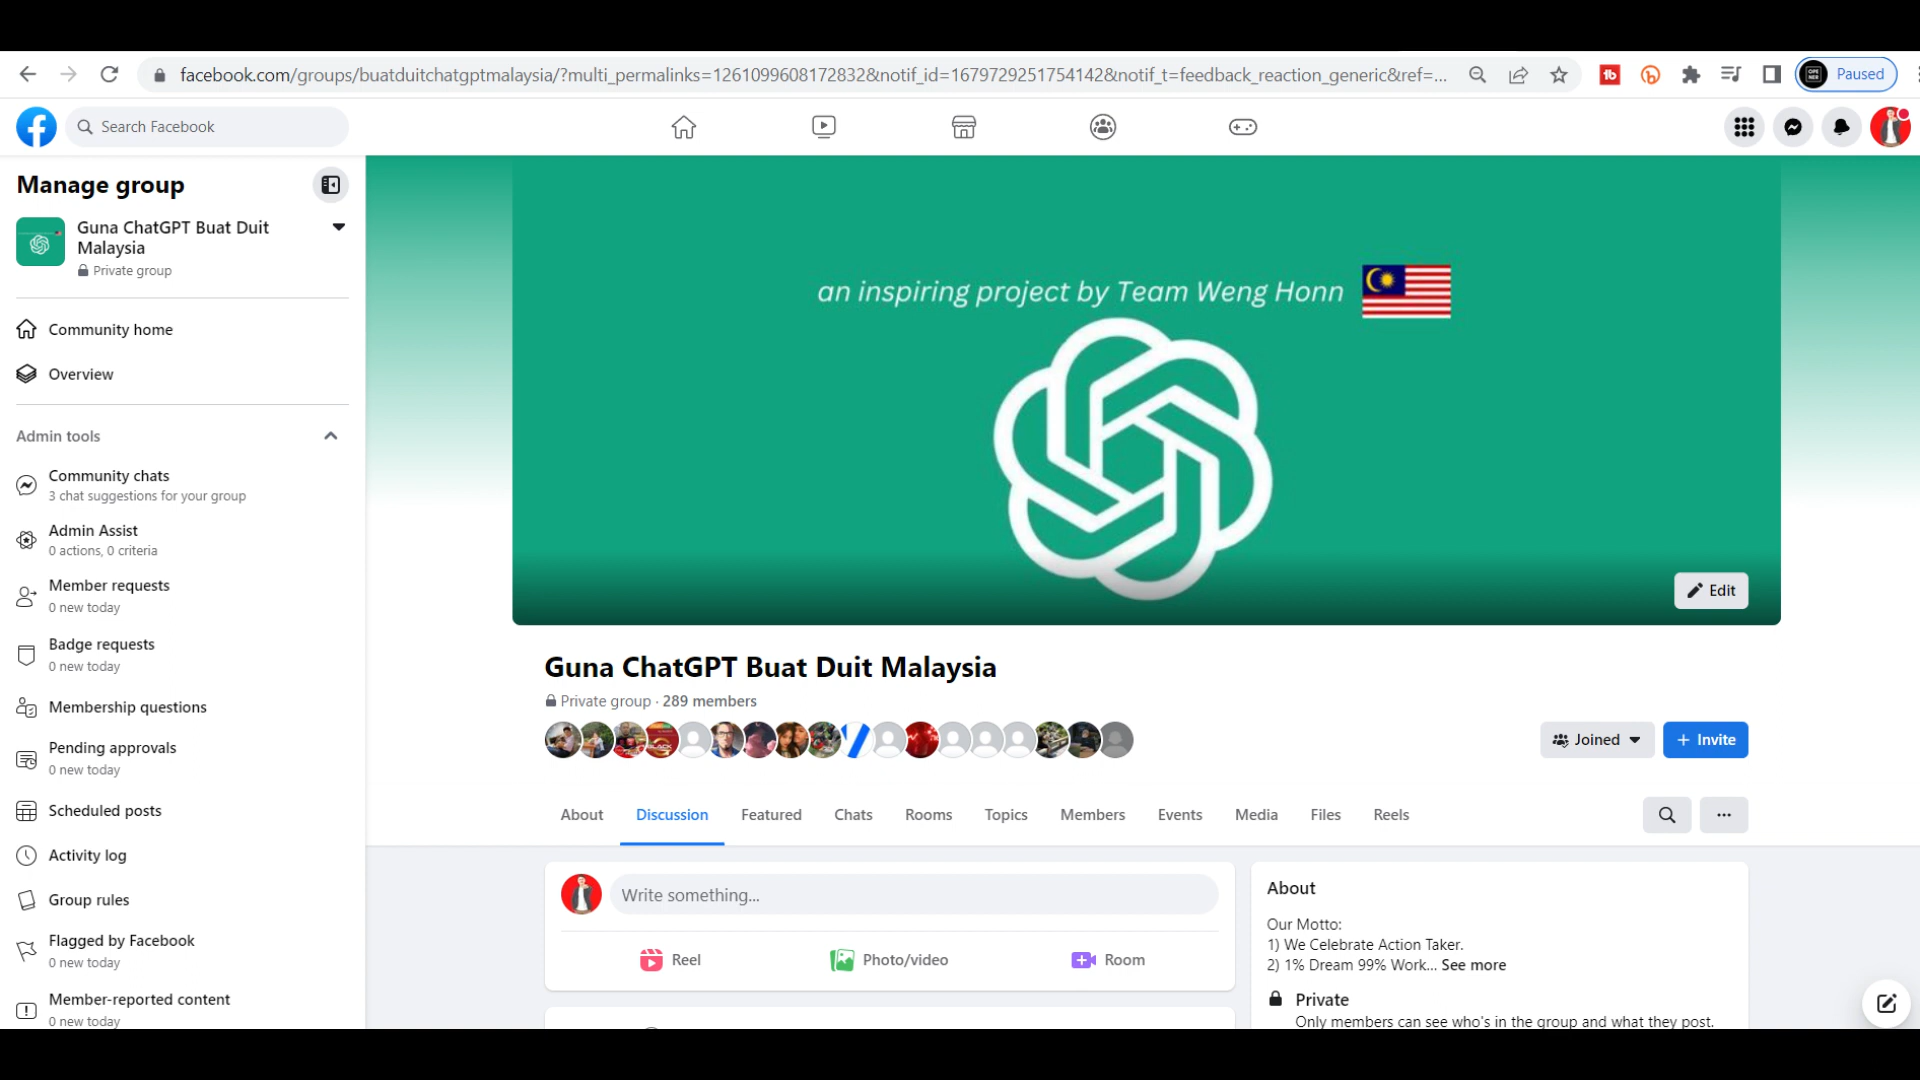 facebook.com/groups/buatduitchatgptmalaysia/?multi_permalinks=1261099608172832&notif_id=1679729251754142&notif_t=feedback_reaction_generic&ref=...
Paused
Search Facebook
Manage group
Guna ChatGPT Buat Duit
Malaysia
Private group
Community home
Overview
Admin tools
Community chats
3 chat suggestions for your group
Admin Assist
0 actions, 0 criteria
Member requests
0 new today
Badge requests
0 new today
Membership questions
Pending approvals
0 new today
Scheduled posts
Activity log
Group rules
Flagged by Facebook
0 new today
Member-reported content
0 new today
an inspiring project by Team Weng Honn
Edit
Guna ChatGPT Buat Duit Malaysia
Private group · 289 members
Joined
+ Invite
About Discussion Featured Chats Rooms Topics Members Events Media Files Reels
Write something...
Reel Photo/video Room
About
Our Motto:
1) We Celebrate Action Taker.
2) 1% Dream 99% Work... See more
Private
Only members can see who's in the group and what they post.